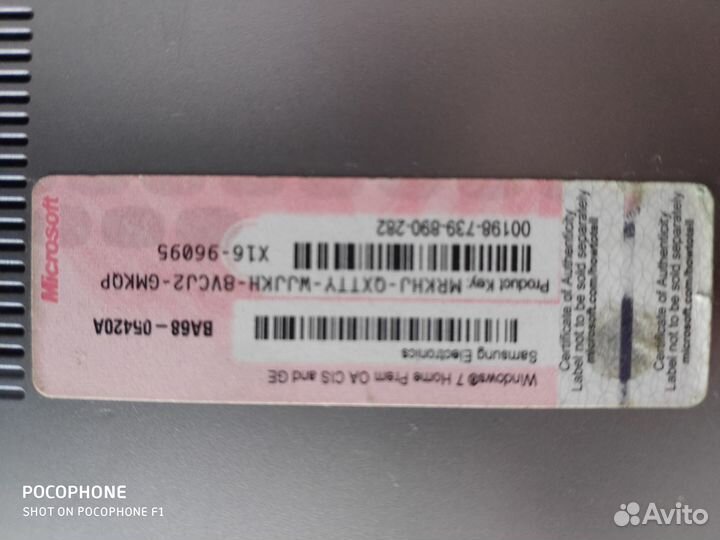 Windows® 7 Home Prem OA CIS and GE
Samsung Electronics
BA68-05420A
Product Key: MRKHJ-QXTTY-WJJKH-8VCJ2-GMKQP
X16-96095
00198-739-890-282
Microsoft
Certificate of Authenticity
Label not to be sold separately
microsoft.com/howtotell
Certificate of Authenticity
Label not to be sold separately
microsoft.com/howtotell
POCOPHONE
SHOT ON POCOPHONE F1
Avito